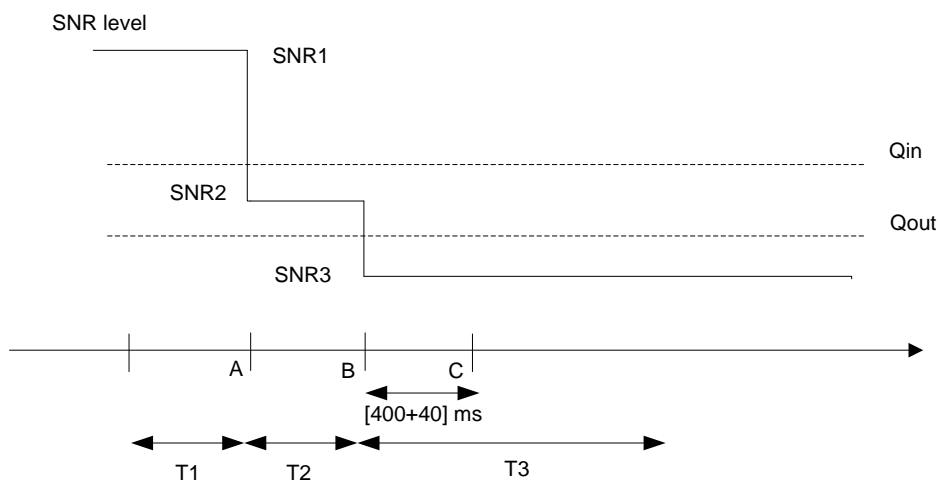 SNR level
SNR1
Qin
SNR2
Qout
SNR3
A
B
C
[400+40] ms
T1
T2
T3